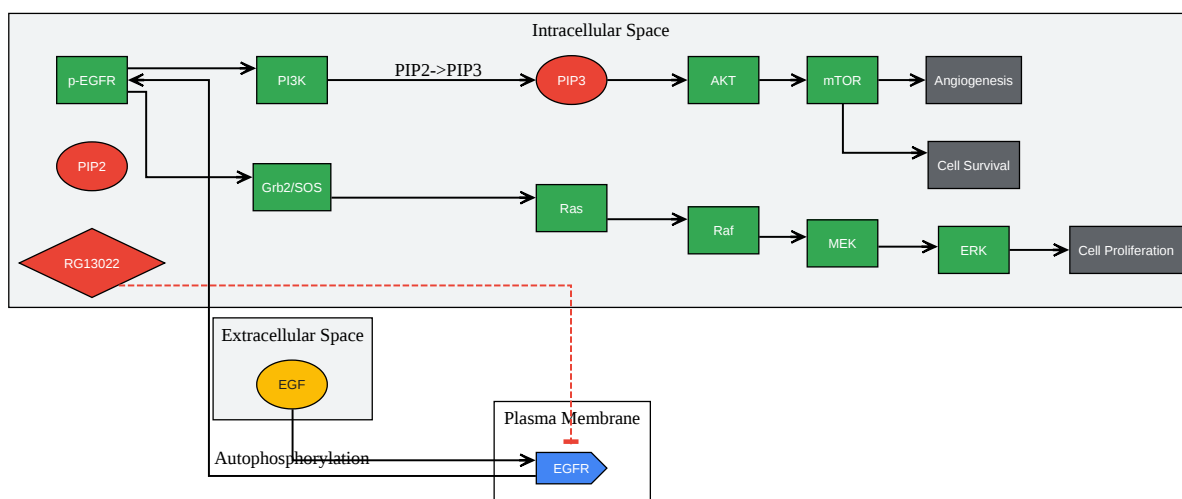 Intracellular Space
p-EGFR
PI3K
PIP2->PIP3
PIP3
AKT
mTOR
Angiogenesis
PIP2
Cell Survival
Grb2/SOS
Ras
Raf
MEK
ERK
Cell Proliferation
RG13022
Extracellular Space
EGF
Plasma Membrane
Autophosphorylation
EGFR